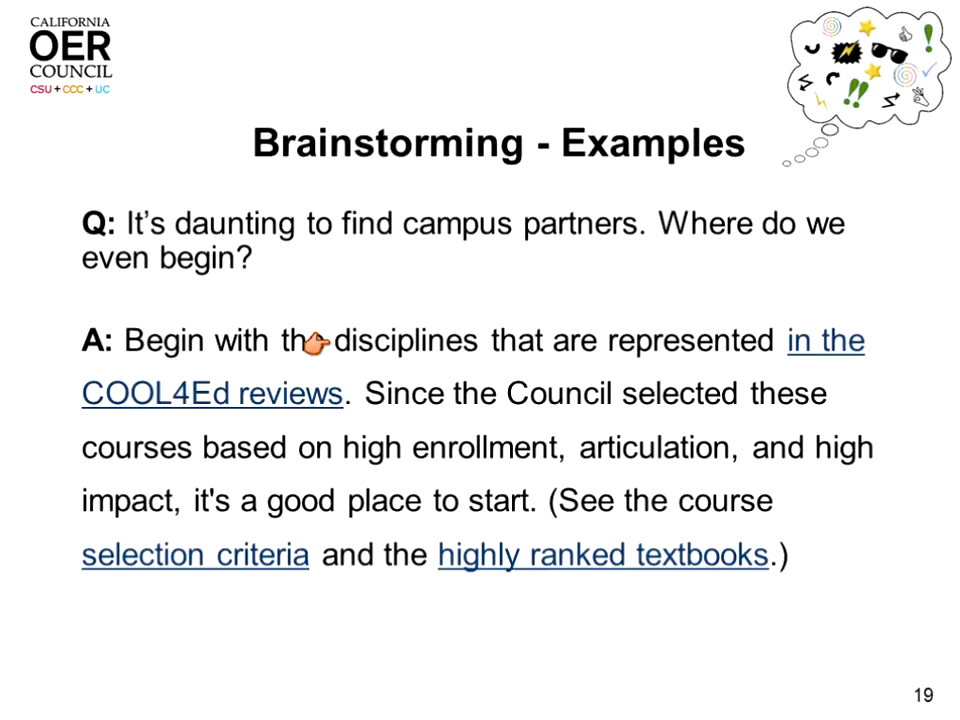 CALIFORNIA
OER
COUNCIL
CSU + CCC + UC
Brainstorming - Examples
Q: It’s daunting to find campus partners. Where do we
even begin?
A: Begin with the disciplines that are represented in the
COOL4Ed reviews. Since the Council selected these
courses based on high enrollment, articulation, and high
impact, it's a good place to start. (See the course
selection criteria and the highly ranked textbooks.)
19